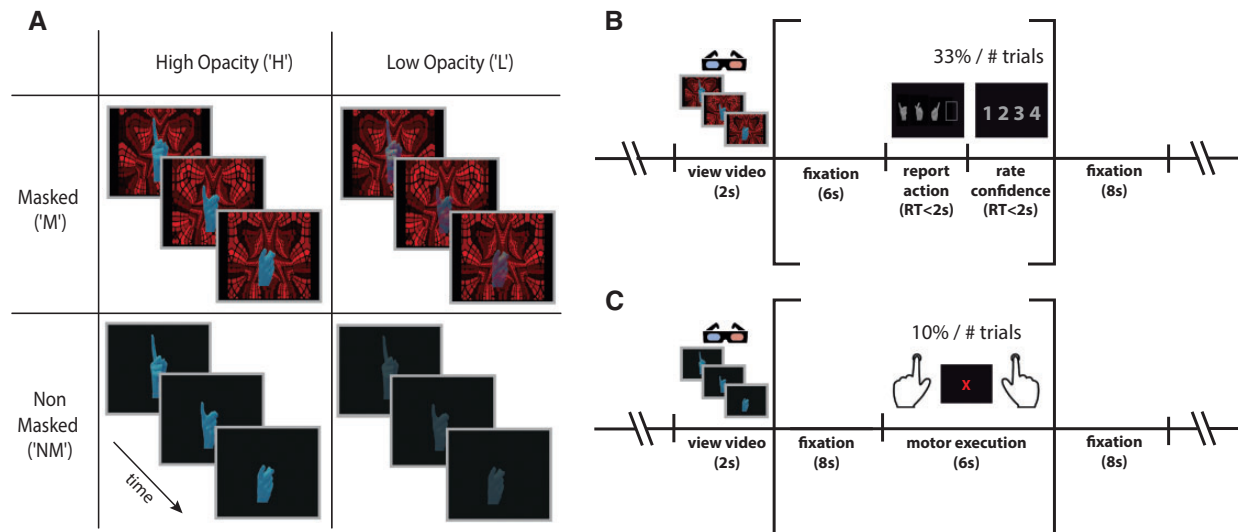 A
High Opacity ('H')
Low Opacity ('L')
Masked
('M')
Non
Masked
('NM')
time
B
33% / # trials
1 2 3 4
view video
(2s)
fixation
(6s)
report
action
(RT<2s)
rate
confidence
(RT<2s)
fixation
(8s)
C
10% / # trials
X
view video
(2s)
fixation
(8s)
motor execution
(6s)
fixation
(8s)